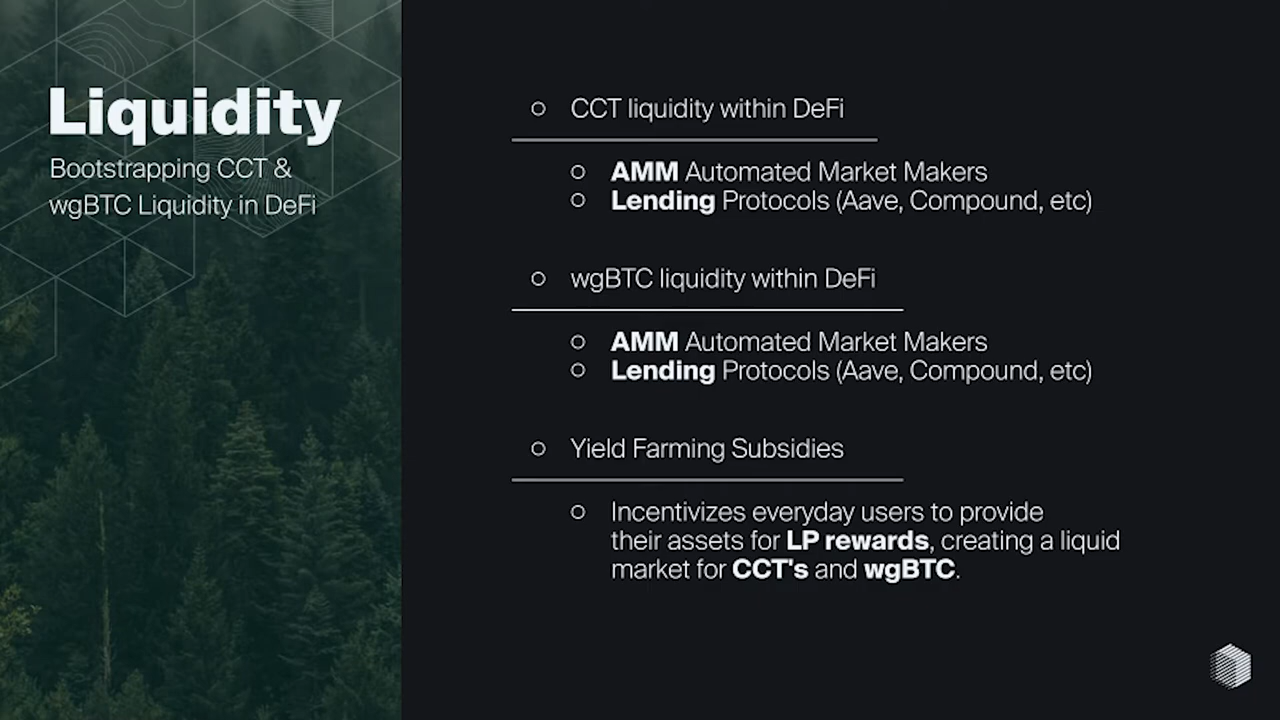 Liquidity
Bootstrapping CCT &
wgBTC Liquidity in DeFi
CCT liquidity within DeFi
AMM Automated Market Makers
Lending Protocols (Aave, Compound, etc)
wgBTC liquidity within DeFi
AMM Automated Market Makers
Lending Protocols (Aave, Compound, etc)
Yield Farming Subsidies
Incentivizes everyday users to provide
their assets for LP rewards, creating a liquid
market for CCT's and wgBTC.